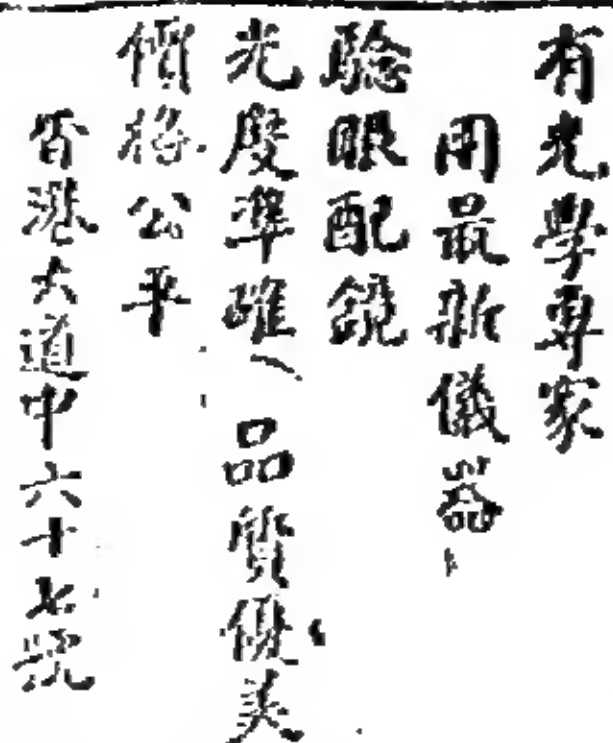 有光學專家
用最新儀器
驗眼配鏡
光度準確、品質優美
價格公平
香港大道中六十七號